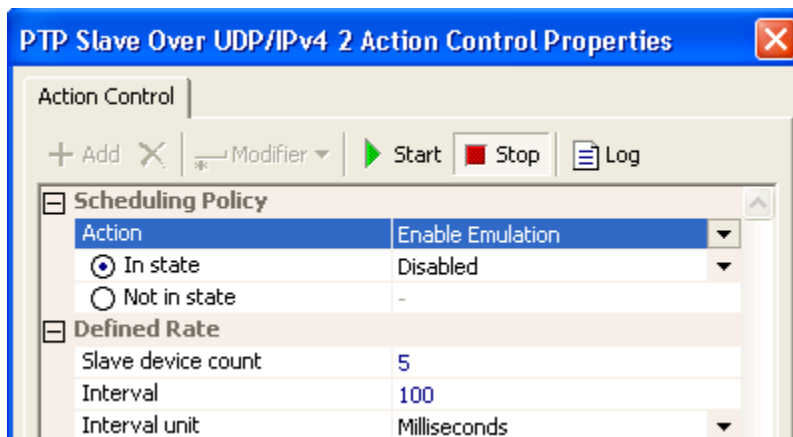 PTP Slave Over UDP/IPv4 2 Action Control Properties
Action Control
Add Modifier Start Stop Log
Scheduling Policy
Action Enable Emulation
In state Disabled
Not in state -
Defined Rate
Slave device count 5
Interval 100
Interval unit Milliseconds